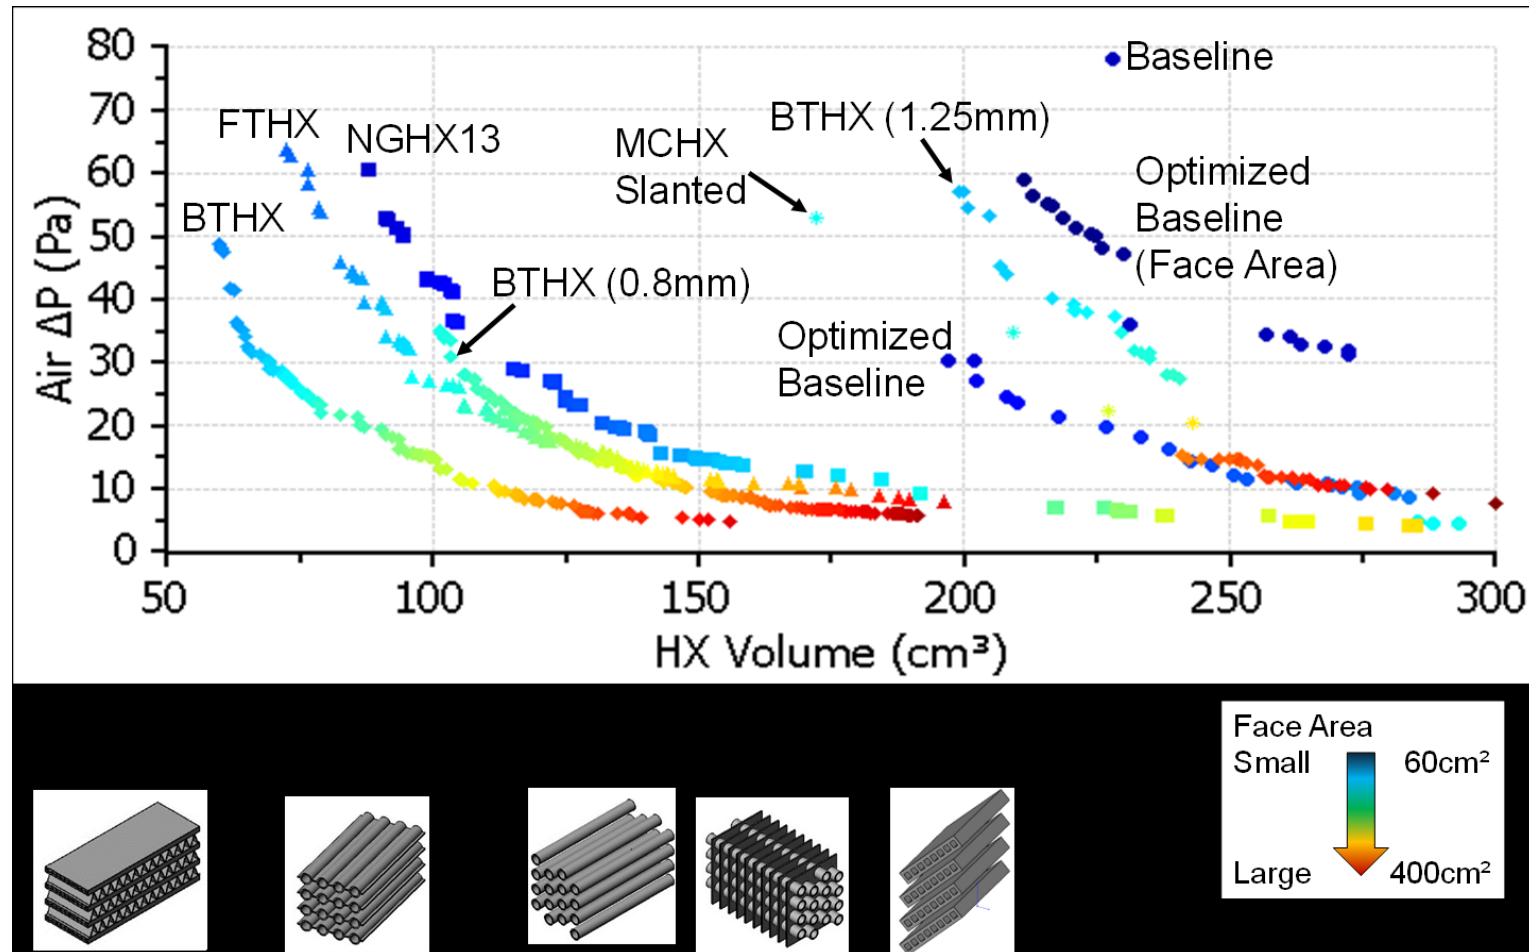 80
70
60
50
40
30
20
10
0
Air ΔP (Pa)
50
100
150
200
250
300
HX Volume (cm³)
Baseline
FTHX
NGHX13
BTHX
BTHX (0.8mm)
MCHX
Slanted
BTHX (1.25mm)
Optimized
Baseline
(Face Area)
Optimized
Baseline
Face Area
Small 60cm²
Large 400cm²